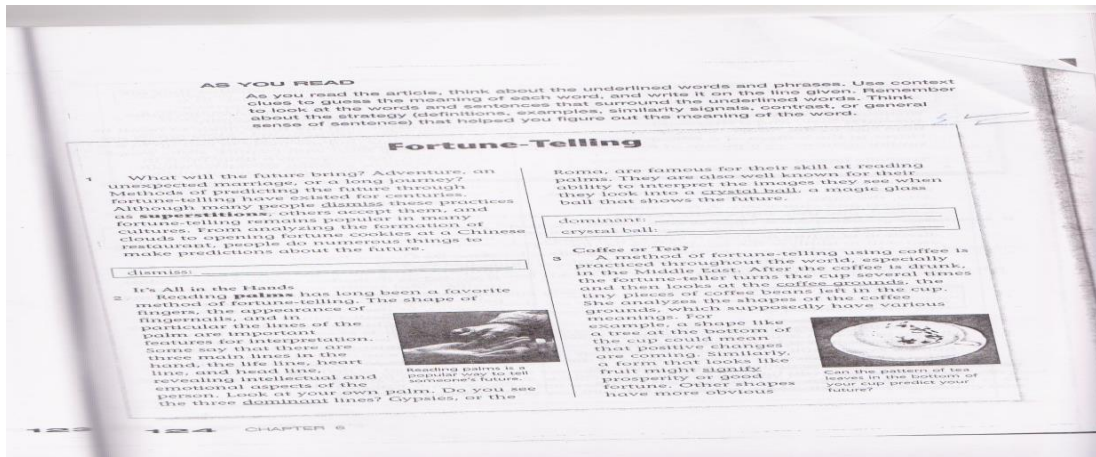 AS YOU READ
As you read the article, think about the underlined words and phrases. Use context
clues to guess the meaning of each word, and write it on the line given. Remember
to look at the words and sentences that surround the underlined words. Think
about the strategy (definitions, examples, similarity signals, contrast, or general
sense of sentence) that helped you figure out the meaning of the word.
Fortune-Telling
1 What will the future bring? Adventure, an
unexpected marriage, or a long journey?
Methods of predicting the future through
fortune-telling have existed for centuries.
Although many people dismiss these practices
as superstitions, others accept them, and
fortune-telling remains popular in many
cultures. From analyzing the formation of
clouds to opening fortune cookies at a Chinese
restaurant, people do numerous things to
make predictions about the future.
dismiss:
It's All in the Hands
2 Reading palms has long been a favorite
method of fortune-telling. The shape of
fingers, the appearance of
fingernails, and in
particular the lines of the
palm are important
features for interpretation.
Some say that there are
three main lines in the
hand, the life line, heart
line, and head line,
revealing intellectual and
emotional aspects of the
person. Look at your own palm. Do you see
the three dominant lines? Gypsies, or the
Reading palms is a
popular way to tell
someone's future.
Roma, are famous for their skill at reading
palms. They are also well known for their
ability to interpret the images they see when
they look into a crystal ball, a magic glass
ball that shows the future.
dominant:
crystal ball:
Coffee or Tea?
3 A method of fortune-telling using coffee is
practiced throughout the world, especially
in the Middle East. After the coffee is drunk,
the fortune-teller turns the cup several times
and then looks at the coffee grounds, the
tiny pieces of coffee beans left in the cup.
She analyzes the shapes of the coffee
grounds, which supposedly have various
meanings. For
example, a shape like
a tree at the bottom of
the cup could mean
that positive changes
are coming. Similarly,
a form that looks like
fruit might signify
prosperity or good
fortune. Other shapes
have more obvious
Can the pattern of tea
leaves in the bottom of
your cup predict your
future?
123 124 CHAPTER 6